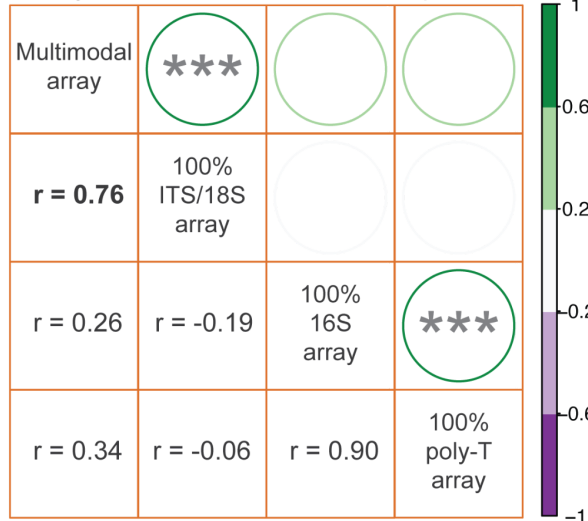 Multimodal
array
***
r = 0.76
100%
ITS/18S
array
r = 0.26
r = -0.19
100%
16S
array
***
r = 0.34
r = -0.06
r = 0.90
100%
poly-T
array
1
0.6
0.2
-0.2
-0.6
-1